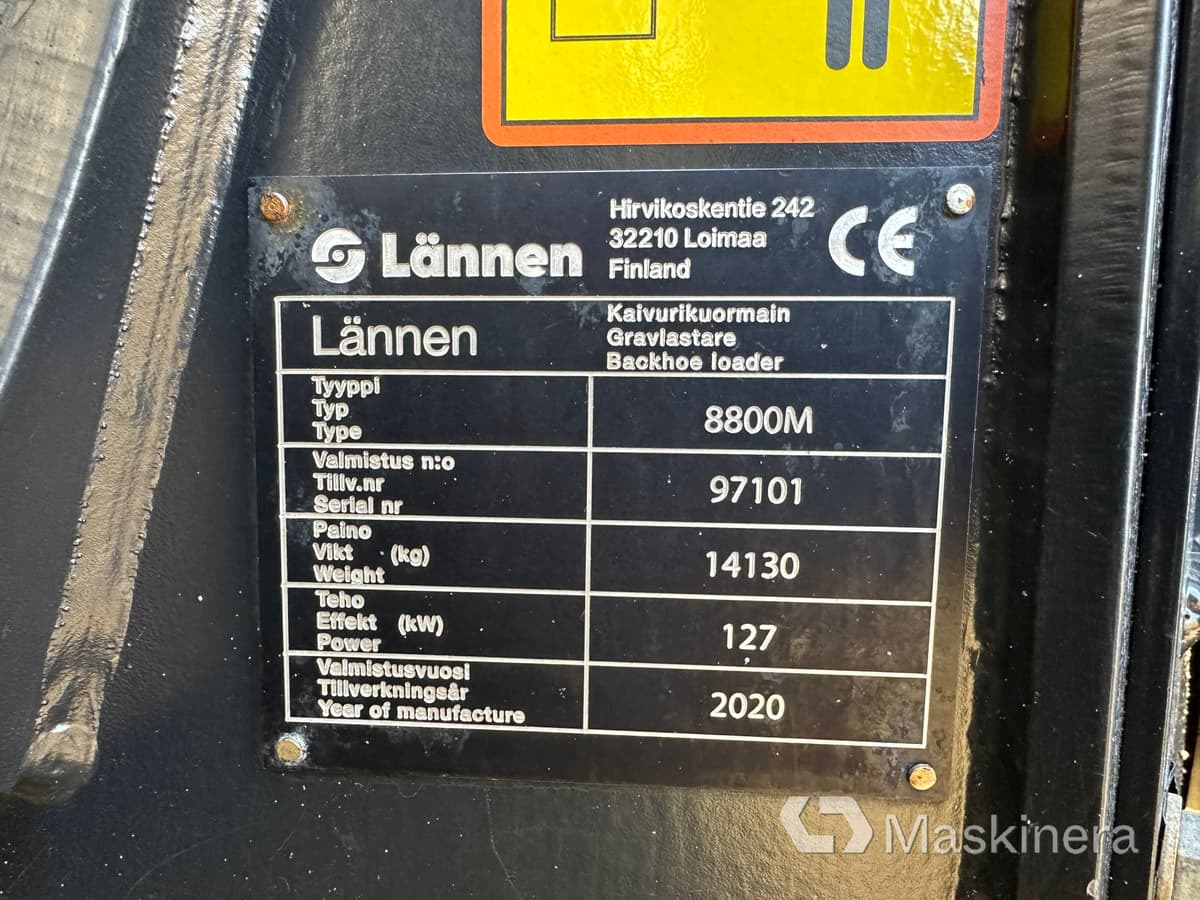 Lännen
Hirvikoskentie 242
32210 Loimaa
Finland
CE
Lännen
Kaivurikuormain
Gravlastare
Backhoe loader
Tyyppi
Typ
Type
8800M
Valmistus n:o
Tillv.nr
Serial nr
97101
Paino
Vikt (kg)
Weight
14130
Teho
Effekt (kW)
Power
127
Valmistusvuosi
Tillverkningsår
Year of manufacture
2020
Maskinera